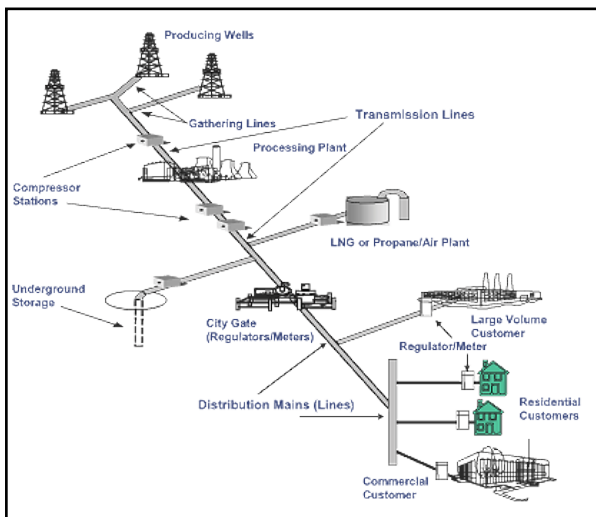 Producing Wells
Gathering Lines
Transmission Lines
Processing Plant
Compressor
Stations
LNG or Propane/Air Plant
Underground
Storage
City Gate
(Regulators/Meters)
Large Volume
Customer
Regulator/Meter
Distribution Mains (Lines)
Residential
Customers
Commercial
Customer